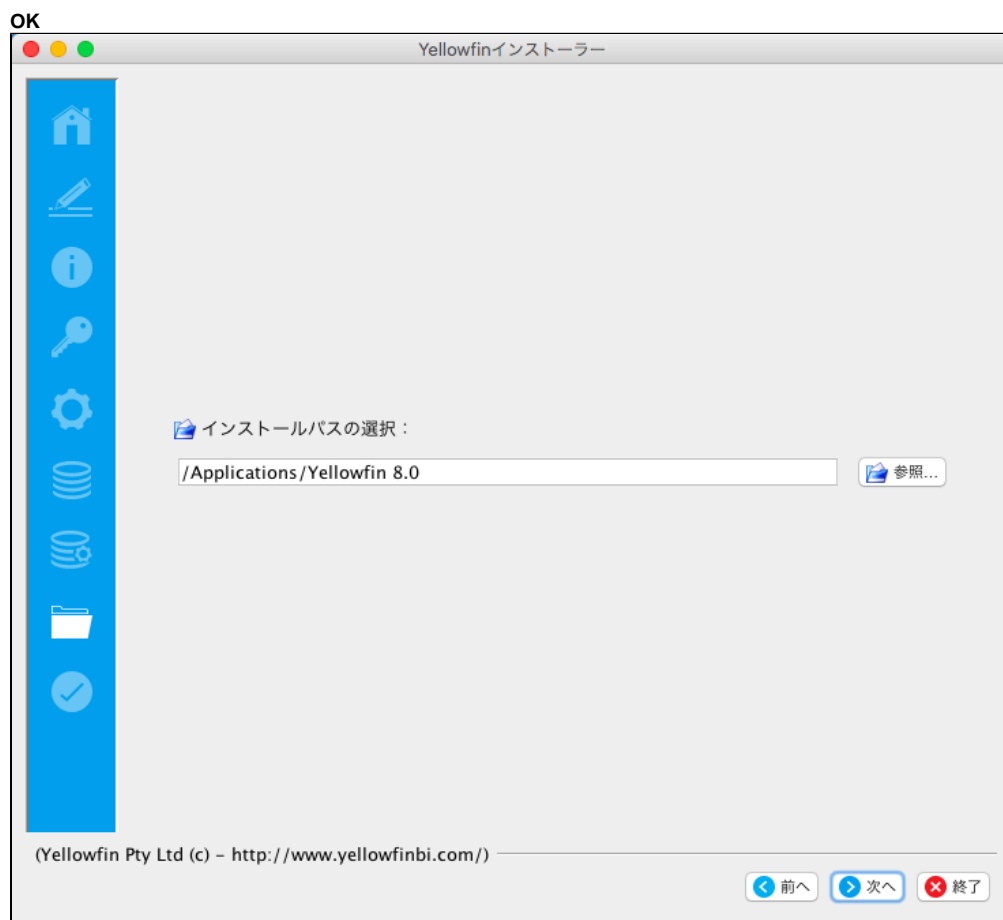 OK
Yellowfinインストーラー
インストールパスの選択：
/Applications/Yellowfin 8.0
参照...
(Yellowfin Pty Ltd (c) – http://www.yellowfinbi.com/)
前へ
次へ
終了